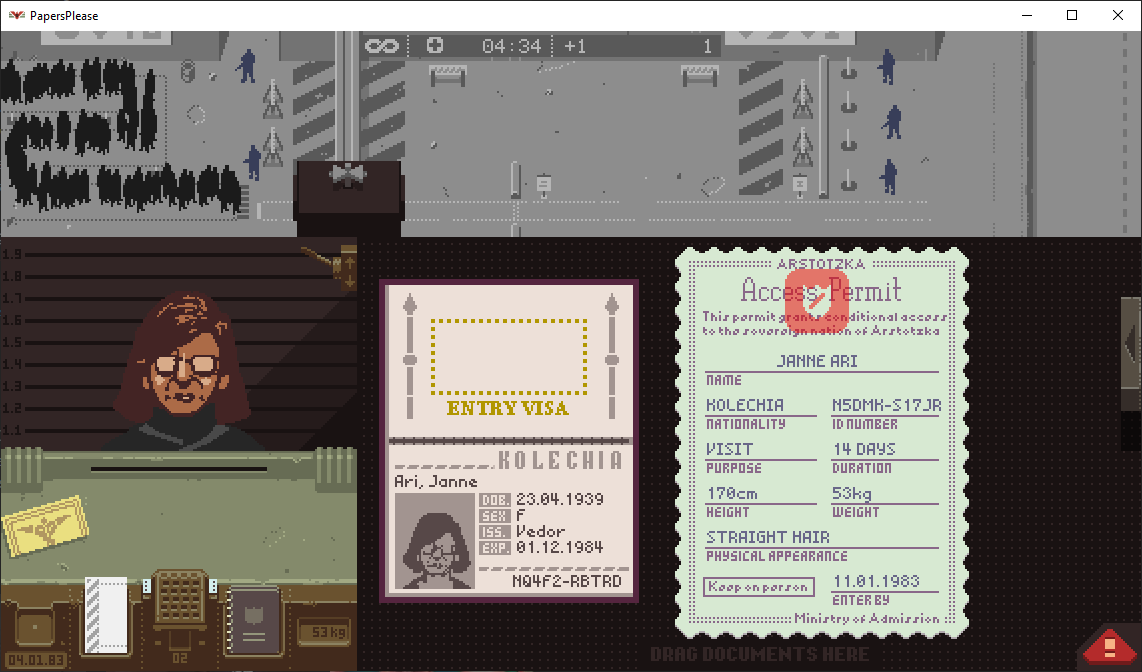 PapersPlease
04:34 +1 1
1.9
1.8
1.7
1.6
1.5
1.4
1.3
1.2
1.1
53kg
04.01.83
02
ENTRY VISA
KOLECHIA
Ari, Janne
DOB. 23.04.1939
SEX F
ISS. Vedor
EXP. 01.12.1984
NQ4F2-RBTRD
ARSTOTZKA
Access Permit
This permit grants conditional access
to the sovereign nation of Arstotzka
JANNE ARI
NAME
KOLECHIA N5DMK-S17JR
NATIONALITY ID NUMBER
VISIT 14 DAYS
PURPOSE DURATION
170cm 53kg
HEIGHT WEIGHT
STRAIGHT HAIR
PHYSICAL APPEARANCE
Keep on person 11.01.1983
ENTER BY
Ministry of Admission
DRAG DOCUMENTS HERE